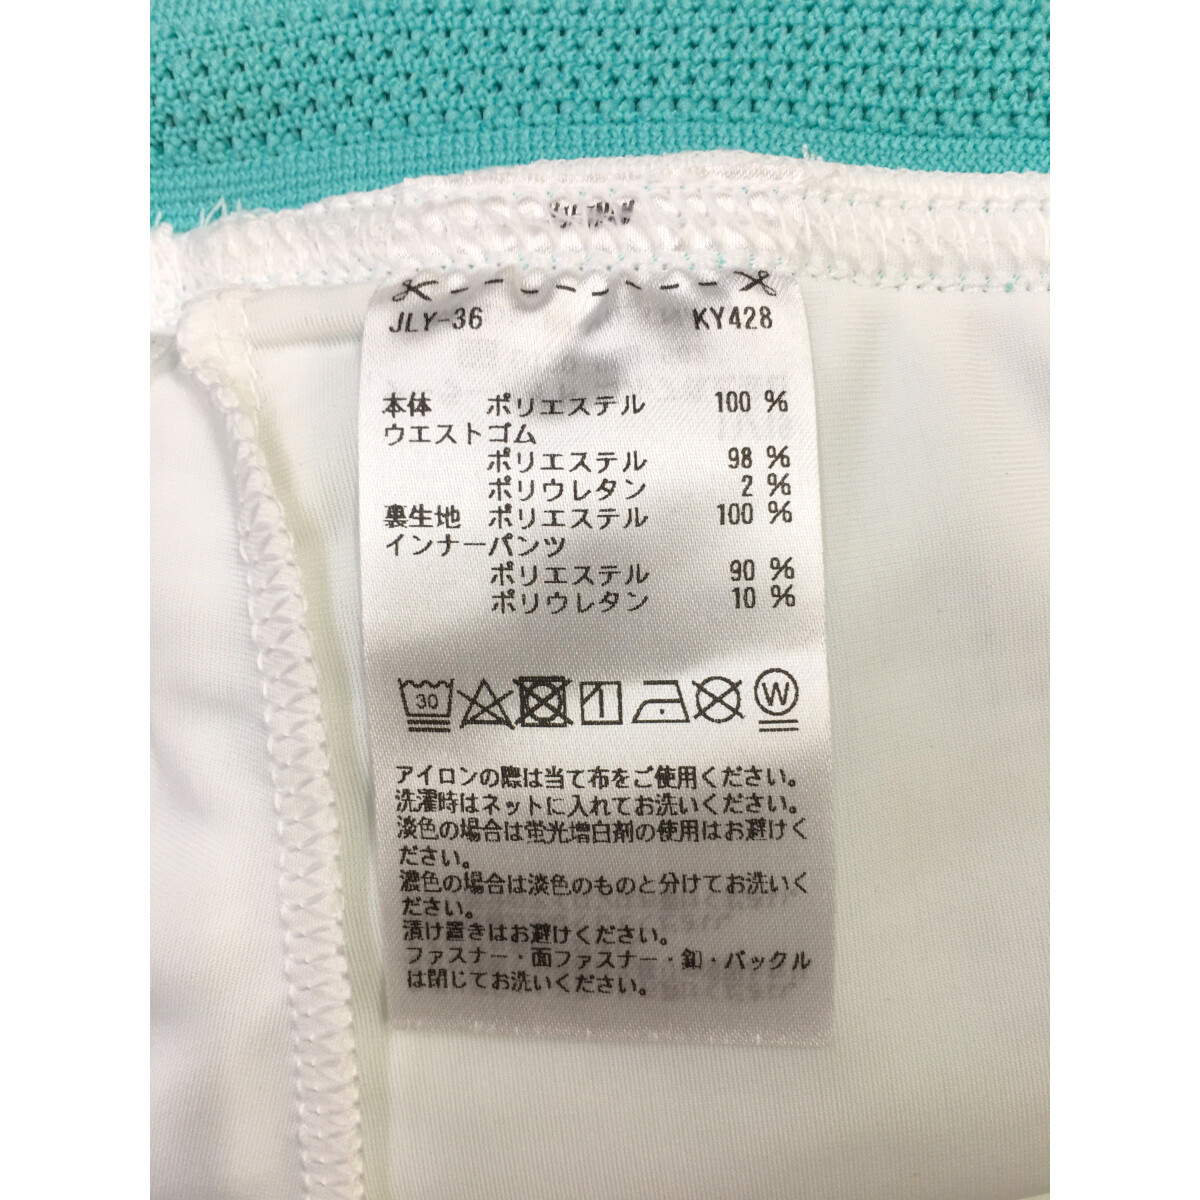 JLY-36 KY428
本体 ポリエステル 100 %
ウエストゴム
ポリエステル 98 %
ポリウレタン 2 %
裏生地 ポリエステル 100 %
インナーパンツ
ポリエステル 90 %
ポリウレタン 10 %
30 W
アイロンの際は当て布をご使用ください。
洗濯時はネットに入れてお洗いください。
淡色の場合は蛍光増白剤の使用はお避けく
ださい。
濃色の場合は淡色のものと分けてお洗いく
ださい。
漬け置きはお避けください。
ファスナー・面ファスナー・釦・バックル
は閉じてお洗いください。